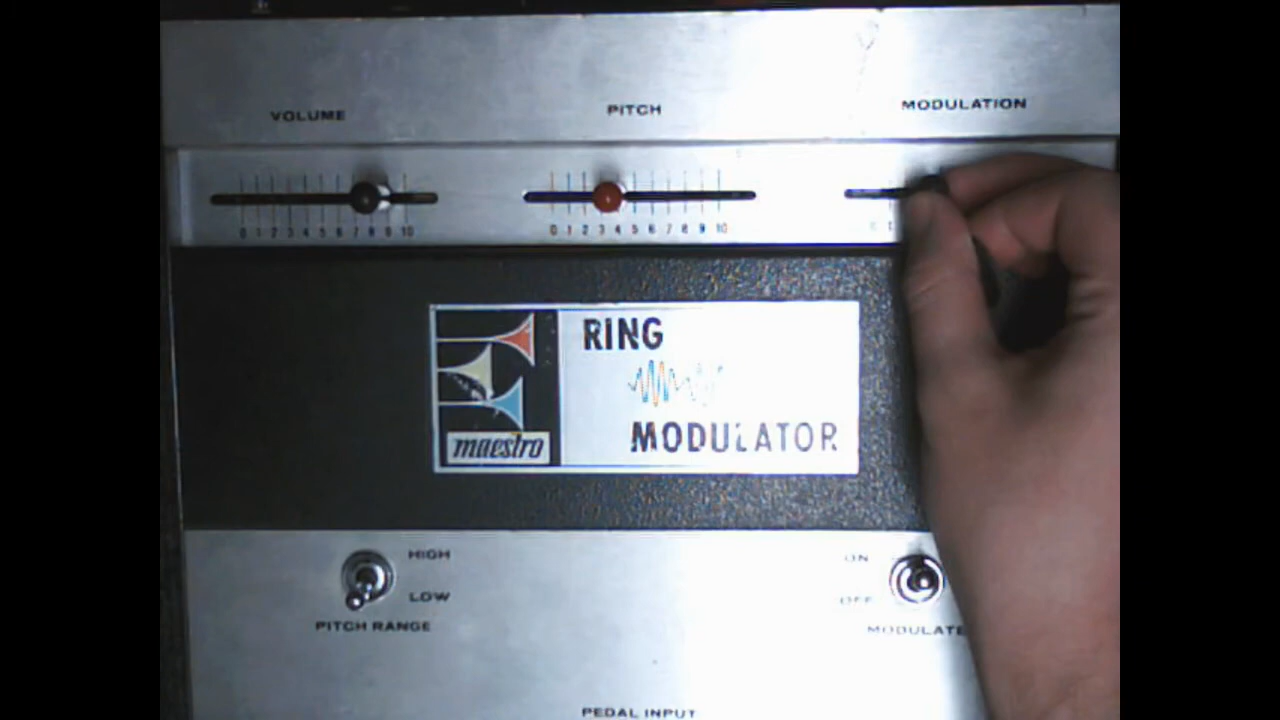 VOLUME PITCH MODULATION
0 1 2 3 4 5 6 7 8 9 10 0 1 2 3 4 5 6 7 8 9 10
RING
MODULATOR
maestro
HIGH
LOW
PITCH RANGE
ON
OFF
MODULATE
PEDAL INPUT